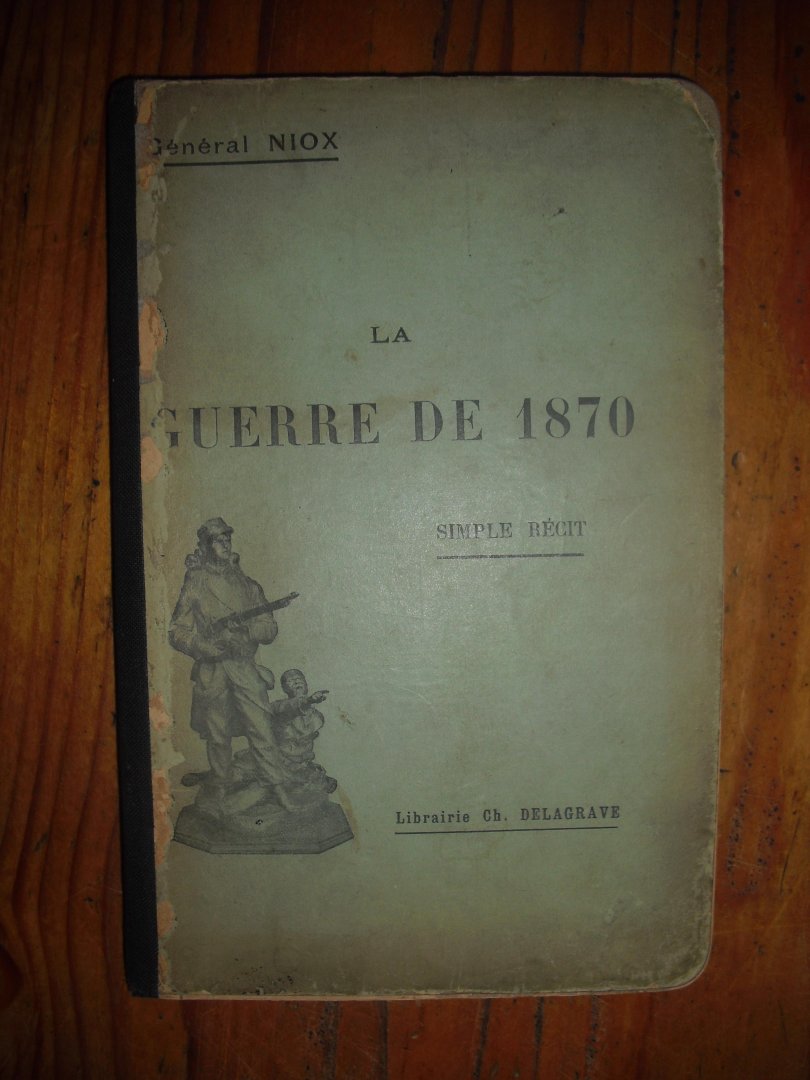 Général NIOX
LA
GUERRE DE 1870
SIMPLE RÉCIT
Librairie Ch. DELAGRAVE